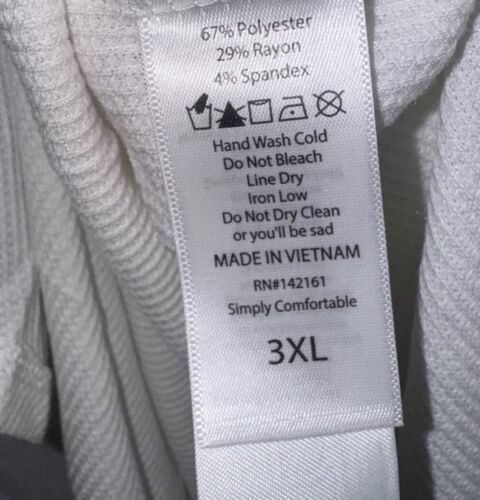 67% Polyester
29% Rayon
4% Spandex
Hand Wash Cold
Do Not Bleach
Line Dry
Iron Low
Do Not Dry Clean
or you'll be sad
MADE IN VIETNAM
RN#142161
Simply Comfortable
3XL